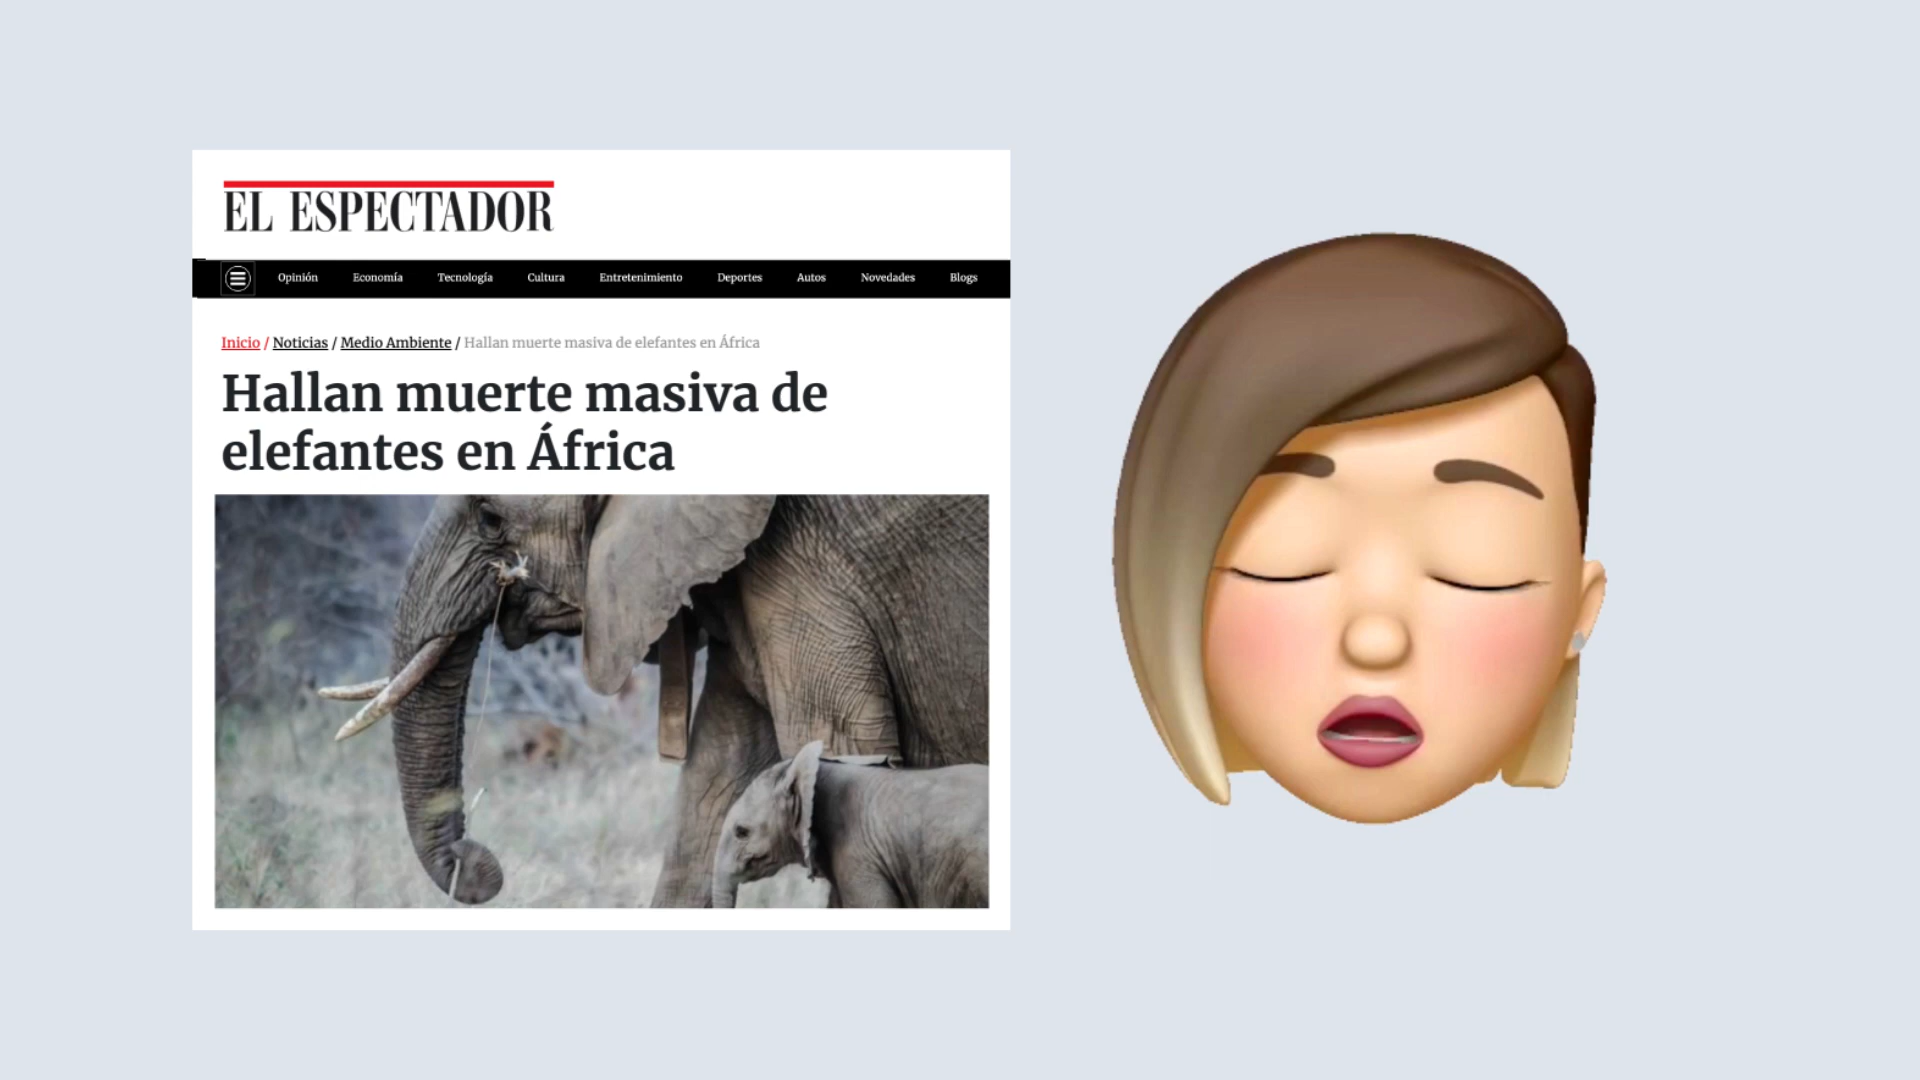 EL ESPECTADOR
Opinión Economía Tecnología Cultura Entretenimiento Deportes Autos Novedades Blogs
Inicio / Noticias / Medio Ambiente / Hallan muerte masiva de elefantes en África
Hallan muerte masiva de
elefantes en África